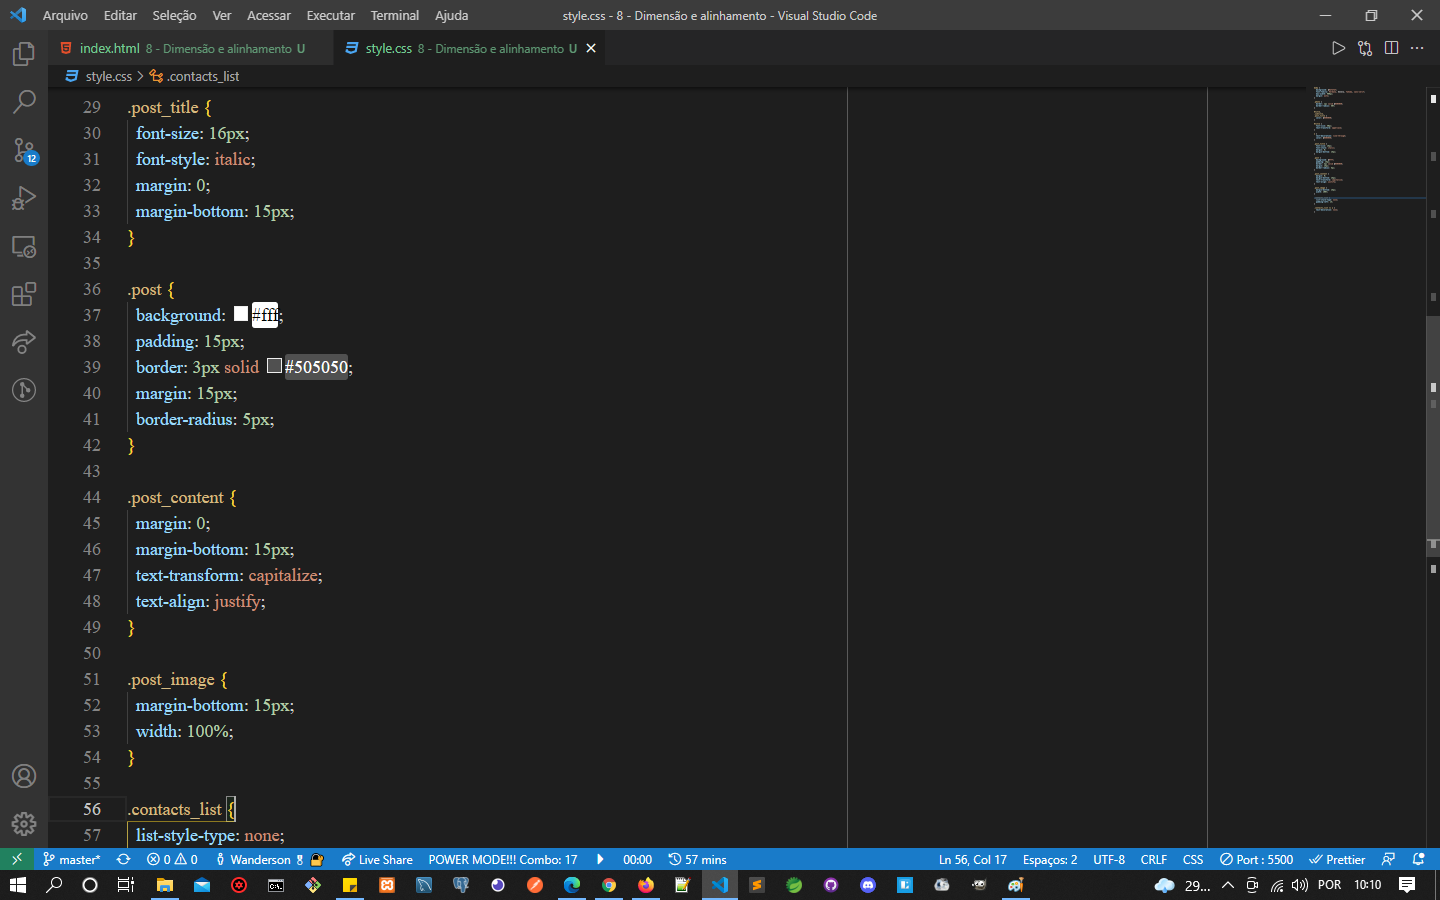 Arquivo Editar Seleção Ver Acessar Executar Terminal Ajuda style.css - 8 - Dimensão e alinhamento - Visual Studio Code
index.html 8 - Dimensão e alinhamento U style.css 8 - Dimensão e alinhamento U
style.css > .contacts_list
29 .post_title {
30 font-size: 16px;
31 font-style: italic;
32 margin: 0;
33 margin-bottom: 15px;
34 }
35
36 .post {
37 background: #fff;
38 padding: 15px;
39 border: 3px solid #505050;
40 margin: 15px;
41 border-radius: 5px;
42 }
43
44 .post_content {
45 margin: 0;
46 margin-bottom: 15px;
47 text-transform: capitalize;
48 text-align: justify;
49 }
50
51 .post_image {
52 margin-bottom: 15px;
53 width: 100%;
54 }
55
56 .contacts_list {
57 list-style-type: none;
12
master* 0 0 Wanderson Live Share POWER MODE!!! Combo: 17 00:00 57 mins Ln 56, Col 17 Espaços: 2 UTF-8 CRLF CSS Port : 5500 Prettier
29... POR 10:10